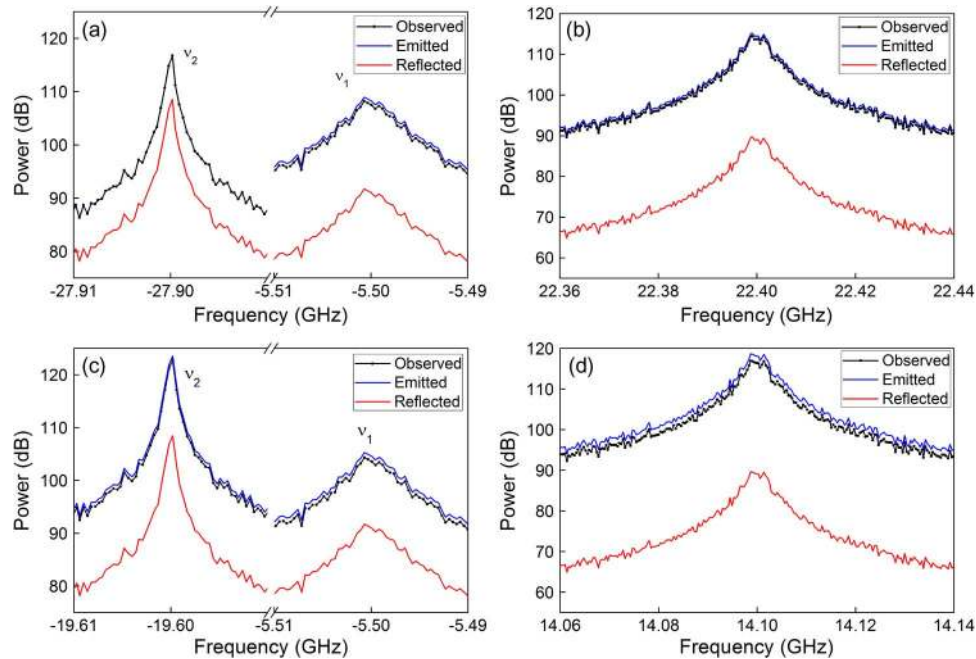 (a)
Observed
Emitted
Reflected
ν2
ν1
Power (dB)
120
110
100
90
80
-27.91
-27.90
-5.51
-5.50
-5.49
Frequency (GHz)
(b)
Observed
Emitted
Reflected
Power (dB)
120
110
100
90
80
70
60
22.36
22.38
22.40
22.42
22.44
Frequency (GHz)
(c)
Observed
Emitted
Reflected
ν2
ν1
Power (dB)
120
110
100
90
80
-19.61
-19.60
-5.51
-5.50
-5.49
Frequency (GHz)
(d)
Observed
Emitted
Reflected
Power (dB)
120
110
100
90
80
70
60
14.06
14.08
14.10
14.12
14.14
Frequency (GHz)